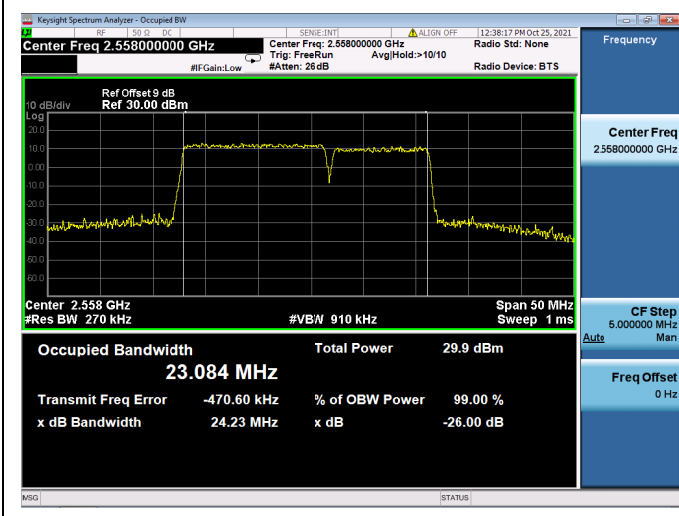 Keysight Spectrum Analyzer - Occupied BW
RF 50 Ω DC SENSE:INT ALIGN OFF 12:38:17 PM Oct 25, 2021
Center Freq 2.558000000 GHz
Center Freq: 2.558000000 GHz
Radio Std: None
Trig: FreeRun Avg|Hold:>10/10
#IFGain:Low #Atten: 26 dB Radio Device: BTS
Ref Offset 9 dB
10 dB/div Ref 30.00 dBm
Log
20.0
10.0
0.00
-10.0
-20.0
-30.0
-40.0
-50.0
-60.0
Center 2.558 GHz Span 50 MHz
#Res BW 270 kHz #VBW 910 kHz Sweep 1 ms
Occupied Bandwidth Total Power 29.9 dBm
23.084 MHz
Transmit Freq Error -470.60 kHz % of OBW Power 99.00 %
x dB Bandwidth 24.23 MHz x dB -26.00 dB
MSG STATUS
Frequency
Center Freq
2.558000000 GHz
CF Step
5.000000 MHz
Auto Man
Freq Offset
0 Hz